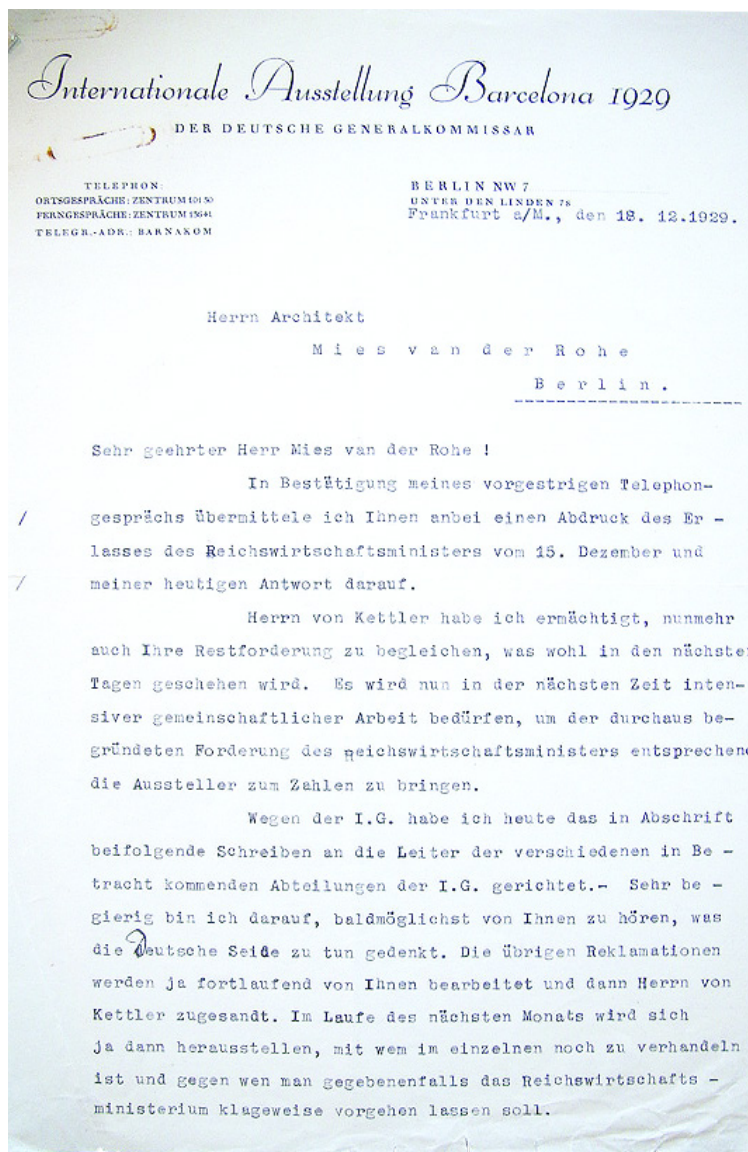 Internationale Ausstellung Barcelona 1929
DER DEUTSCHE GENERALKOMMISSAR
TELEPHON:
ORTSGESPRÄCHE: ZENTRUM 101 50
FERNGESPRÄCHE: ZENTRUM 15641
TELEGR.-ADR.: BARNAKOM
BERLIN NW 7
UNTER DEN LINDEN 78
Frankfurt a/M., den 18. 12.1929.
Herrn Architekt
Mies van der Rohe
Berlin.
Sehr geehrter Herr Mies van der Rohe !
In Bestätigung meines vorgestrigen Telephon-
gesprächs übermittele ich Ihnen anbei einen Abdruck des Er -
lasses des Reichswirtschaftsministers vom 15. Dezember und
meiner heutigen Antwort darauf.
Herrn von Kettler habe ich ermächtigt, nunmehr
auch Ihre Restforderung zu begleichen, was wohl in den nächsten
Tagen geschehen wird. Es wird nun in der nächsten Zeit inten-
siver gemeinschaftlicher Arbeit bedürfen, um der durchaus be-
gründeten Forderung des Reichswirtschaftsministers entsprechend
die Aussteller zum Zahlen zu bringen.
Wegen der I.G. habe ich heute das in Abschrift
beifolgende Schreiben an die Leiter der verschiedenen in Be -
tracht kommenden Abteilungen der I.G. gerichtet.- Sehr be -
gierig bin ich darauf, baldmöglichst von Ihnen zu hören, was
die Deutsche Seide zu tun gedenkt. Die übrigen Reklamationen
werden ja fortlaufend von Ihnen bearbeitet und dann Herrn von
Kettler zugesandt. Im Laufe des nächsten Monats wird sich
ja dann herausstellen, mit wem im einzelnen noch zu verhandeln
ist und gegen wen man gegebenenfalls das Reichswirtschafts -
ministerium klageweise vorgehen lassen soll.